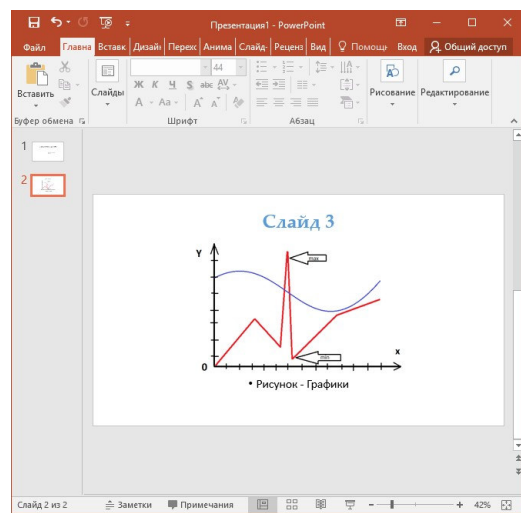 Презентация1 - PowerPoint
Файл Главна Вставк Дизайн Перехс Анима Слайд- Реценз Вид Помощь Вход Общий доступ
44
Вставить Слайды Ж К Ч S abc AV Рисование Редактирование
A Aa A A
Буфер обмена Шрифт Абзац
1
2
Слайд 3
Y
max
min
x
0
• Рисунок - Графики
Слайд 2 из 2 Заметки Примечания 42%